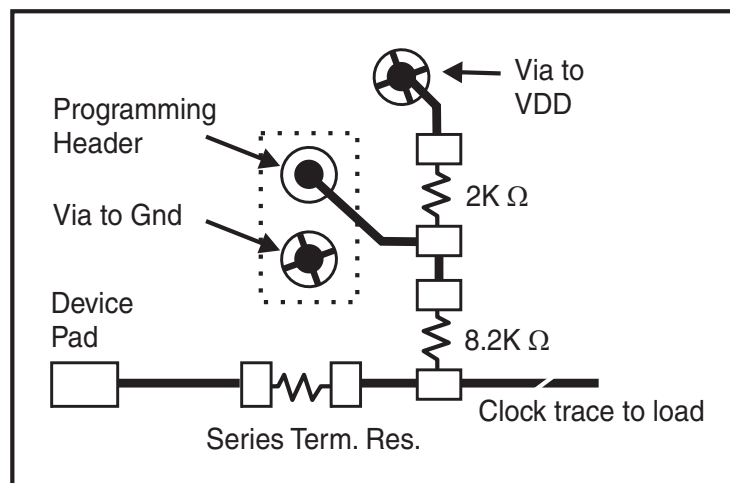 Via to
VDD
Programming
Header
2K Ω
Via to Gnd
Device
Pad
8.2K Ω
Clock trace to load
Series Term. Res.